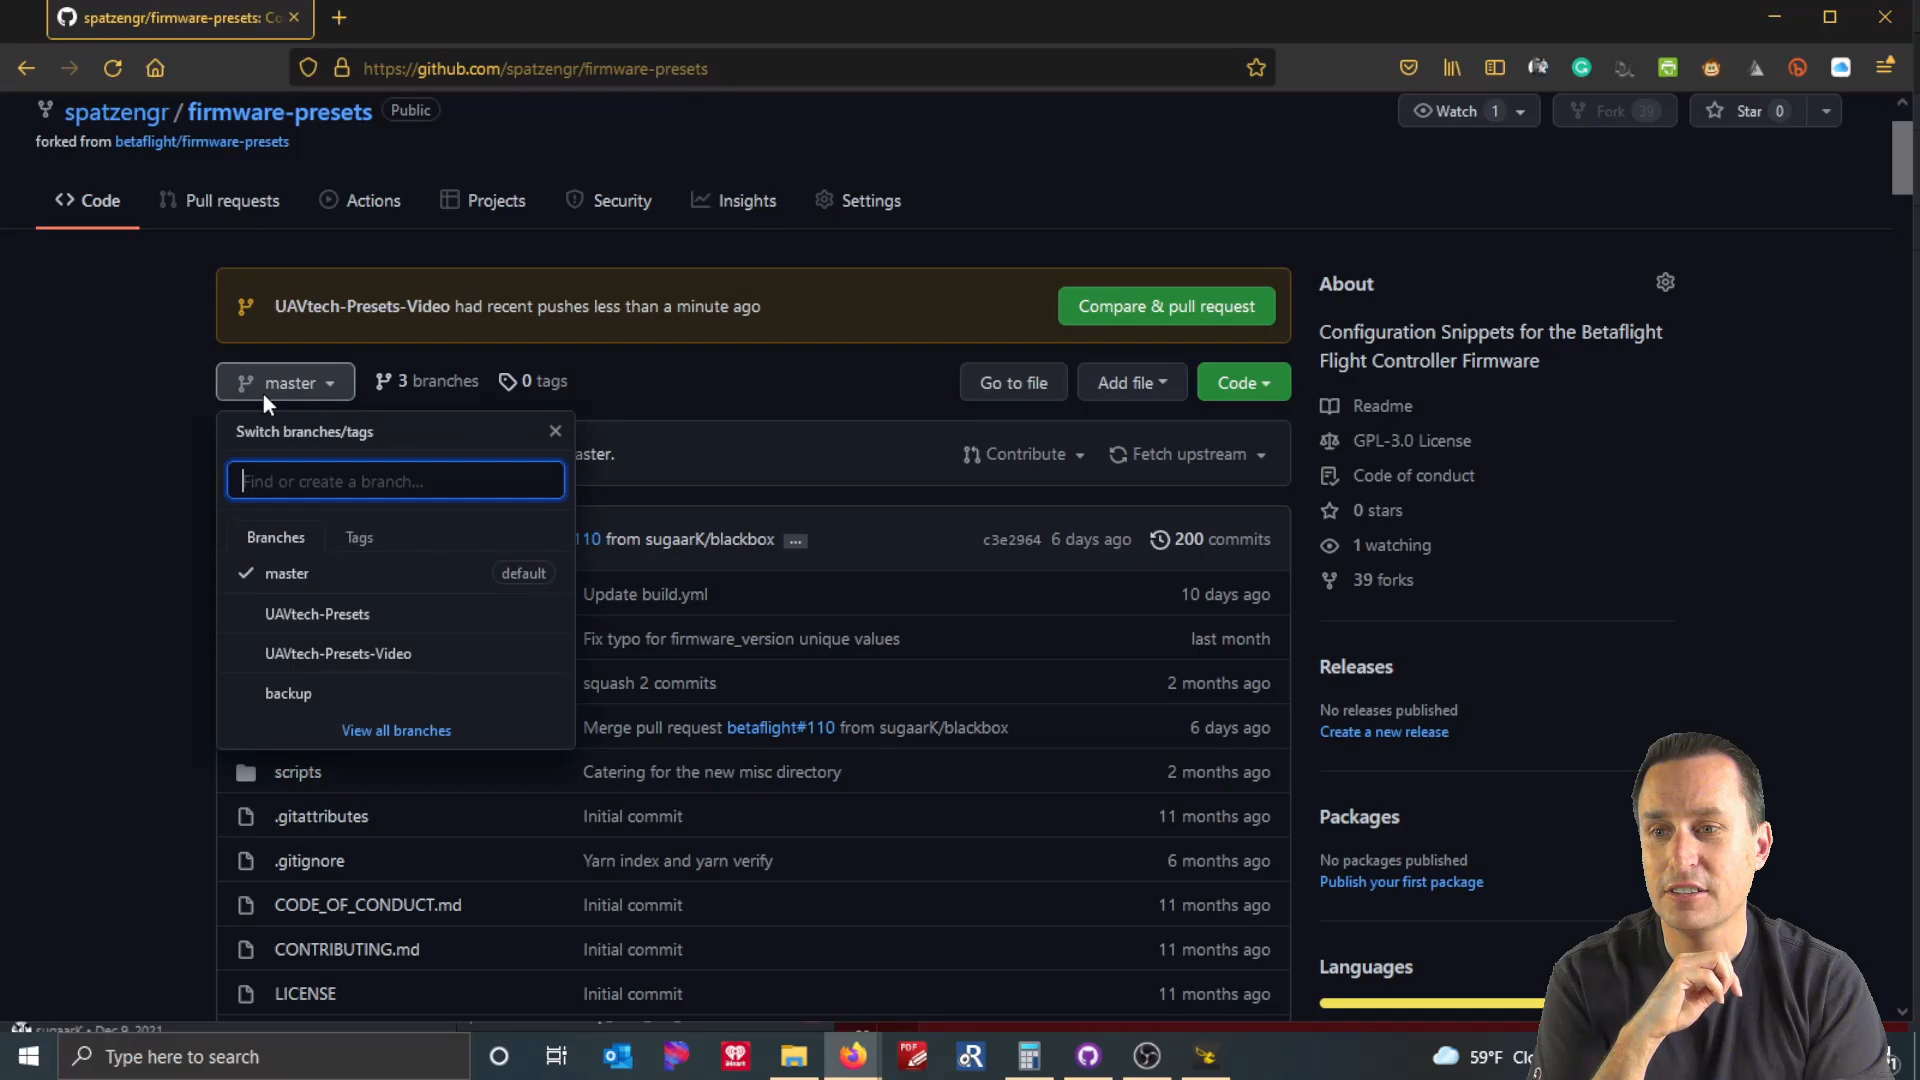 spatzengr/firmware-presets: Co
https://github.com/spatzengr/firmware-presets
spatzengr / firmware-presets Public
Watch 1
Fork 39
Star 0
forked from betaflight/firmware-presets
Code
Pull requests
Actions
Projects
Security
Insights
Settings
UAVtech-Presets-Video had recent pushes less than a minute ago
Compare & pull request
master
3 branches
0 tags
Go to file
Add file
Code
Switch branches/tags
aster.
Contribute
Fetch upstream
Find or create a branch...
Branches
Tags
110 from sugaarK/blackbox ...
c3e2964 6 days ago
200 commits
master
default
Update build.yml
10 days ago
UAVtech-Presets
Fix typo for firmware_version unique values
last month
UAVtech-Presets-Video
squash 2 commits
2 months ago
backup
Merge pull request betaflight#110 from sugaarK/blackbox
6 days ago
View all branches
scripts
Catering for the new misc directory
2 months ago
.gitattributes
Initial commit
11 months ago
.gitignore
Yarn index and yarn verify
6 months ago
CODE_OF_CONDUCT.md
Initial commit
11 months ago
CONTRIBUTING.md
Initial commit
11 months ago
LICENSE
Initial commit
11 months ago
About
Configuration Snippets for the Betaflight
Flight Controller Firmware
Readme
GPL-3.0 License
Code of conduct
0 stars
1 watching
39 forks
Releases
No releases published
Create a new release
Packages
No packages published
Publish your first package
Languages
sugaarK • Dec 9, 2021
Type here to search
PDF
59°F